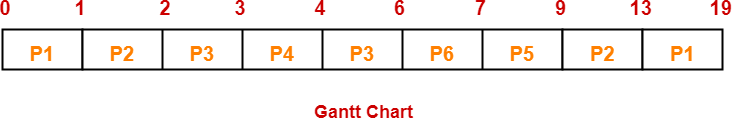 0 1 2 3 4 6 7 9 13 19
P1 P2 P3 P4 P3 P6 P5 P2 P1
Gantt Chart